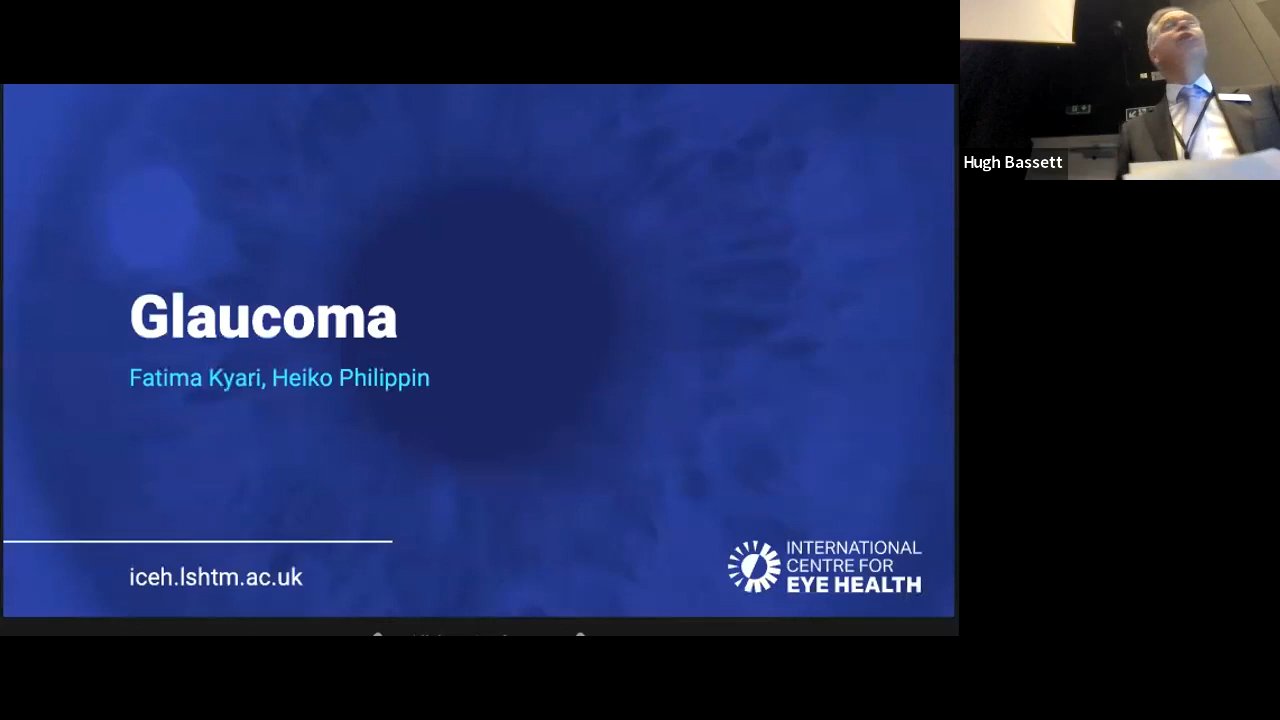 Glaucoma
Fatima Kyari, Heiko Philippin
iceh.lshtm.ac.uk
INTERNATIONAL
CENTRE FOR
EYE HEALTH
Hugh Bassett